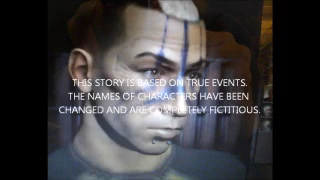 THIS STORY IS BASED ON TRUE EVENTS.
THE NAMES OF CHARACTERS HAVE BEEN
CHANGED AND ARE COMPLETELY FICTITIOUS.